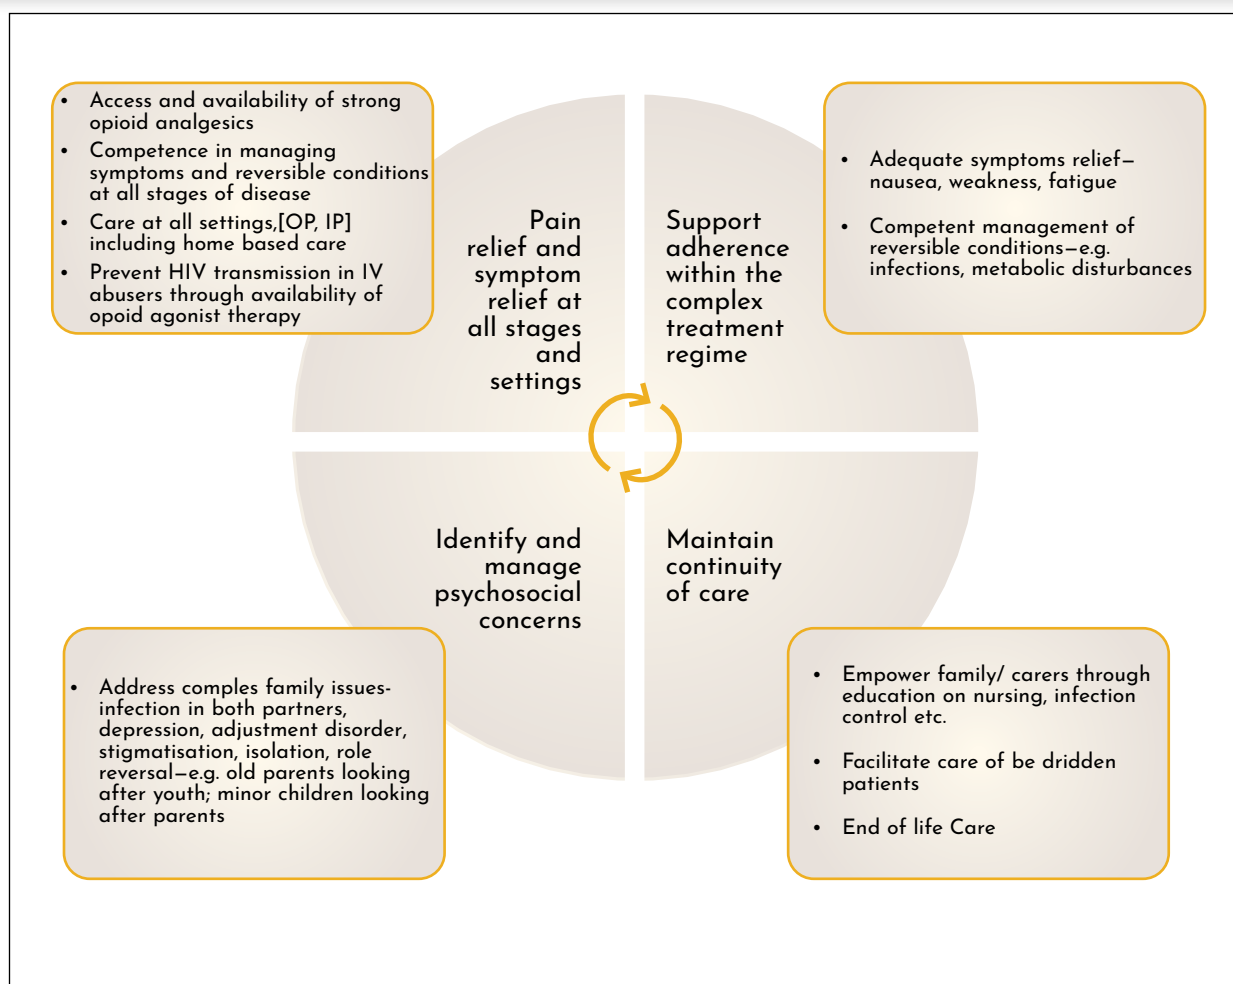 • Access and availability of strong
opioid analgesics
• Competence in managing
symptoms and reversible conditions
at all stages of disease
• Care at all settings,[OP, IP]
including home based care
• Prevent HIV transmission in IV
abusers through availability of
opoid agonist therapy
Pain
relief and
symptom
relief at
all stages
and
settings
Support
adherence
within the
complex
treatment
regime
• Adequate symptoms relief—
nausea, weakness, fatigue
• Competent management of
reversible conditions—e.g.
infections, metabolic disturbances
Identify and
manage
psychosocial
concerns
Maintain
continuity
of care
• Address comples family issues-
infection in both partners,
depression, adjustment disorder,
stigmatisation, isolation, role
reversal—e.g. old parents looking
after youth; minor children looking
after parents
• Empower family/ carers through
education on nursing, infection
control etc.
• Facilitate care of be dridden
patients
• End of life Care